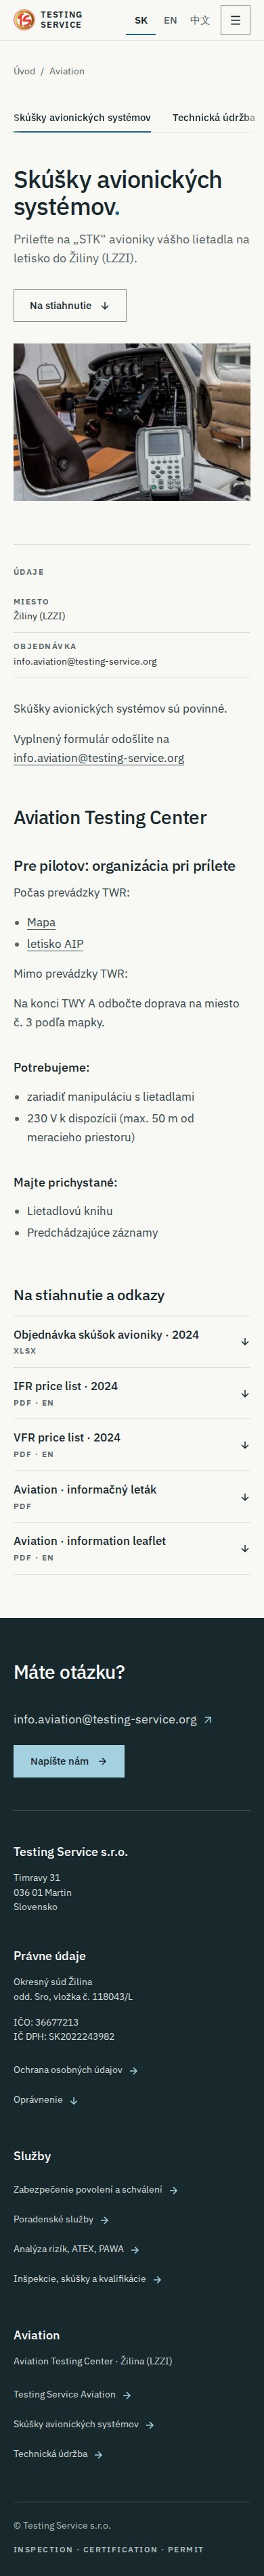 TESTING
SERVICE
SK EN 中文
Úvod / Aviation
Skúšky avionických systémov Technická údržba
Skúšky avionických
systémov.
Prileťte na „STK“ avioniky vášho lietadla na
letisko do Žiliny (LZZI).
Na stiahnutie ↓
ÚDAJE
MIESTO
Žiliny (LZZI)
OBJEDNÁVKA
info.aviation@testing-service.org
Skúšky avionických systémov sú povinné.
Vyplnený formulár odošlite na
info.aviation@testing-service.org
Aviation Testing Center
Pre pilotov: organizácia pri prílete
Počas prevádzky TWR:
• Mapa
• letisko AIP
Mimo prevádzky TWR:
Na konci TWY A odbočte doprava na miesto
č. 3 podľa mapky.
Potrebujeme:
• zariadiť manipuláciu s lietadlami
• 230 V k dispozícii (max. 50 m od
meracieho priestoru)
Majte prichystané:
• Lietadlovú knihu
• Predchádzajúce záznamy
Na stiahnutie a odkazy
Objednávka skúšok avioniky · 2024 ↓
XLSX
IFR price list · 2024 ↓
PDF · EN
VFR price list · 2024 ↓
PDF · EN
Aviation · informačný leták ↓
PDF
Aviation · information leaflet ↓
PDF · EN
Máte otázku?
info.aviation@testing-service.org ↗
Napíšte nám →
Testing Service s.r.o.
Timravy 31
036 01 Martin
Slovensko
Právne údaje
Okresný súd Žilina
odd. Sro, vložka č. 118043/L
IČO: 36677213
IČ DPH: SK2022243982
Ochrana osobných údajov →
Oprávnenie ↓
Služby
Zabezpečenie povolení a schválení →
Poradenské služby →
Analýza rizík, ATEX, PAWA →
Inšpekcie, skúšky a kvalifikácie →
Aviation
Aviation Testing Center · Žilina (LZZI)
Testing Service Aviation →
Skúšky avionických systémov →
Technická údržba →
© Testing Service s.r.o.
INSPECTION · CERTIFICATION · PERMIT